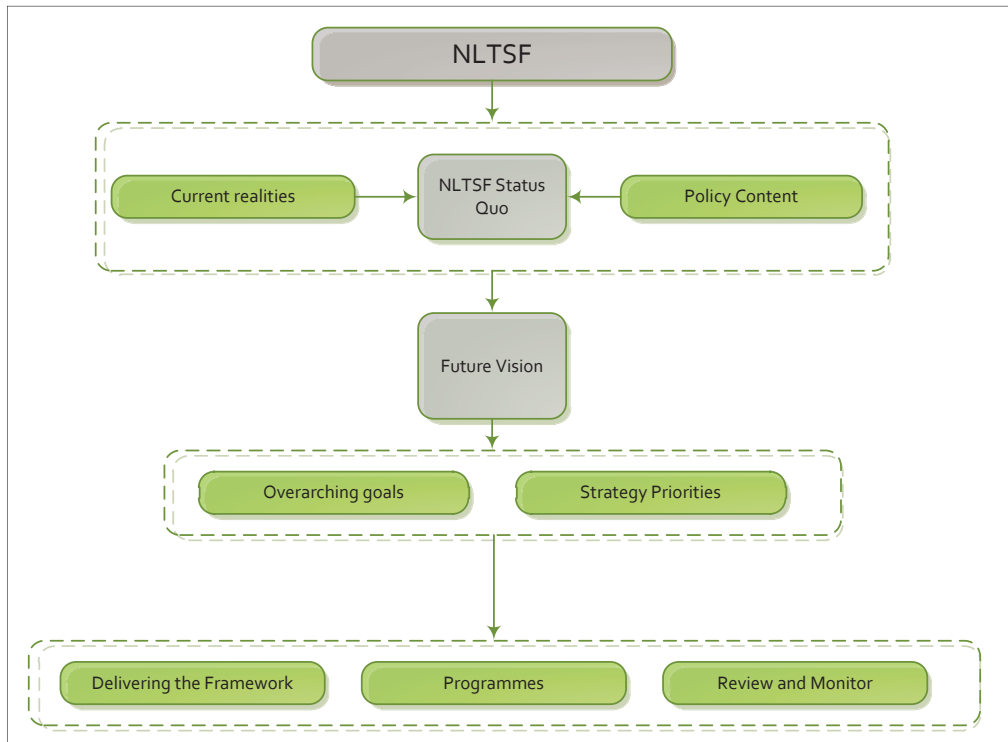 NLTSF
Current realities
NLTSF Status
Quo
Policy Content
Future Vision
Overarching goals
Strategy Priorities
Delivering the Framework
Programmes
Review and Monitor